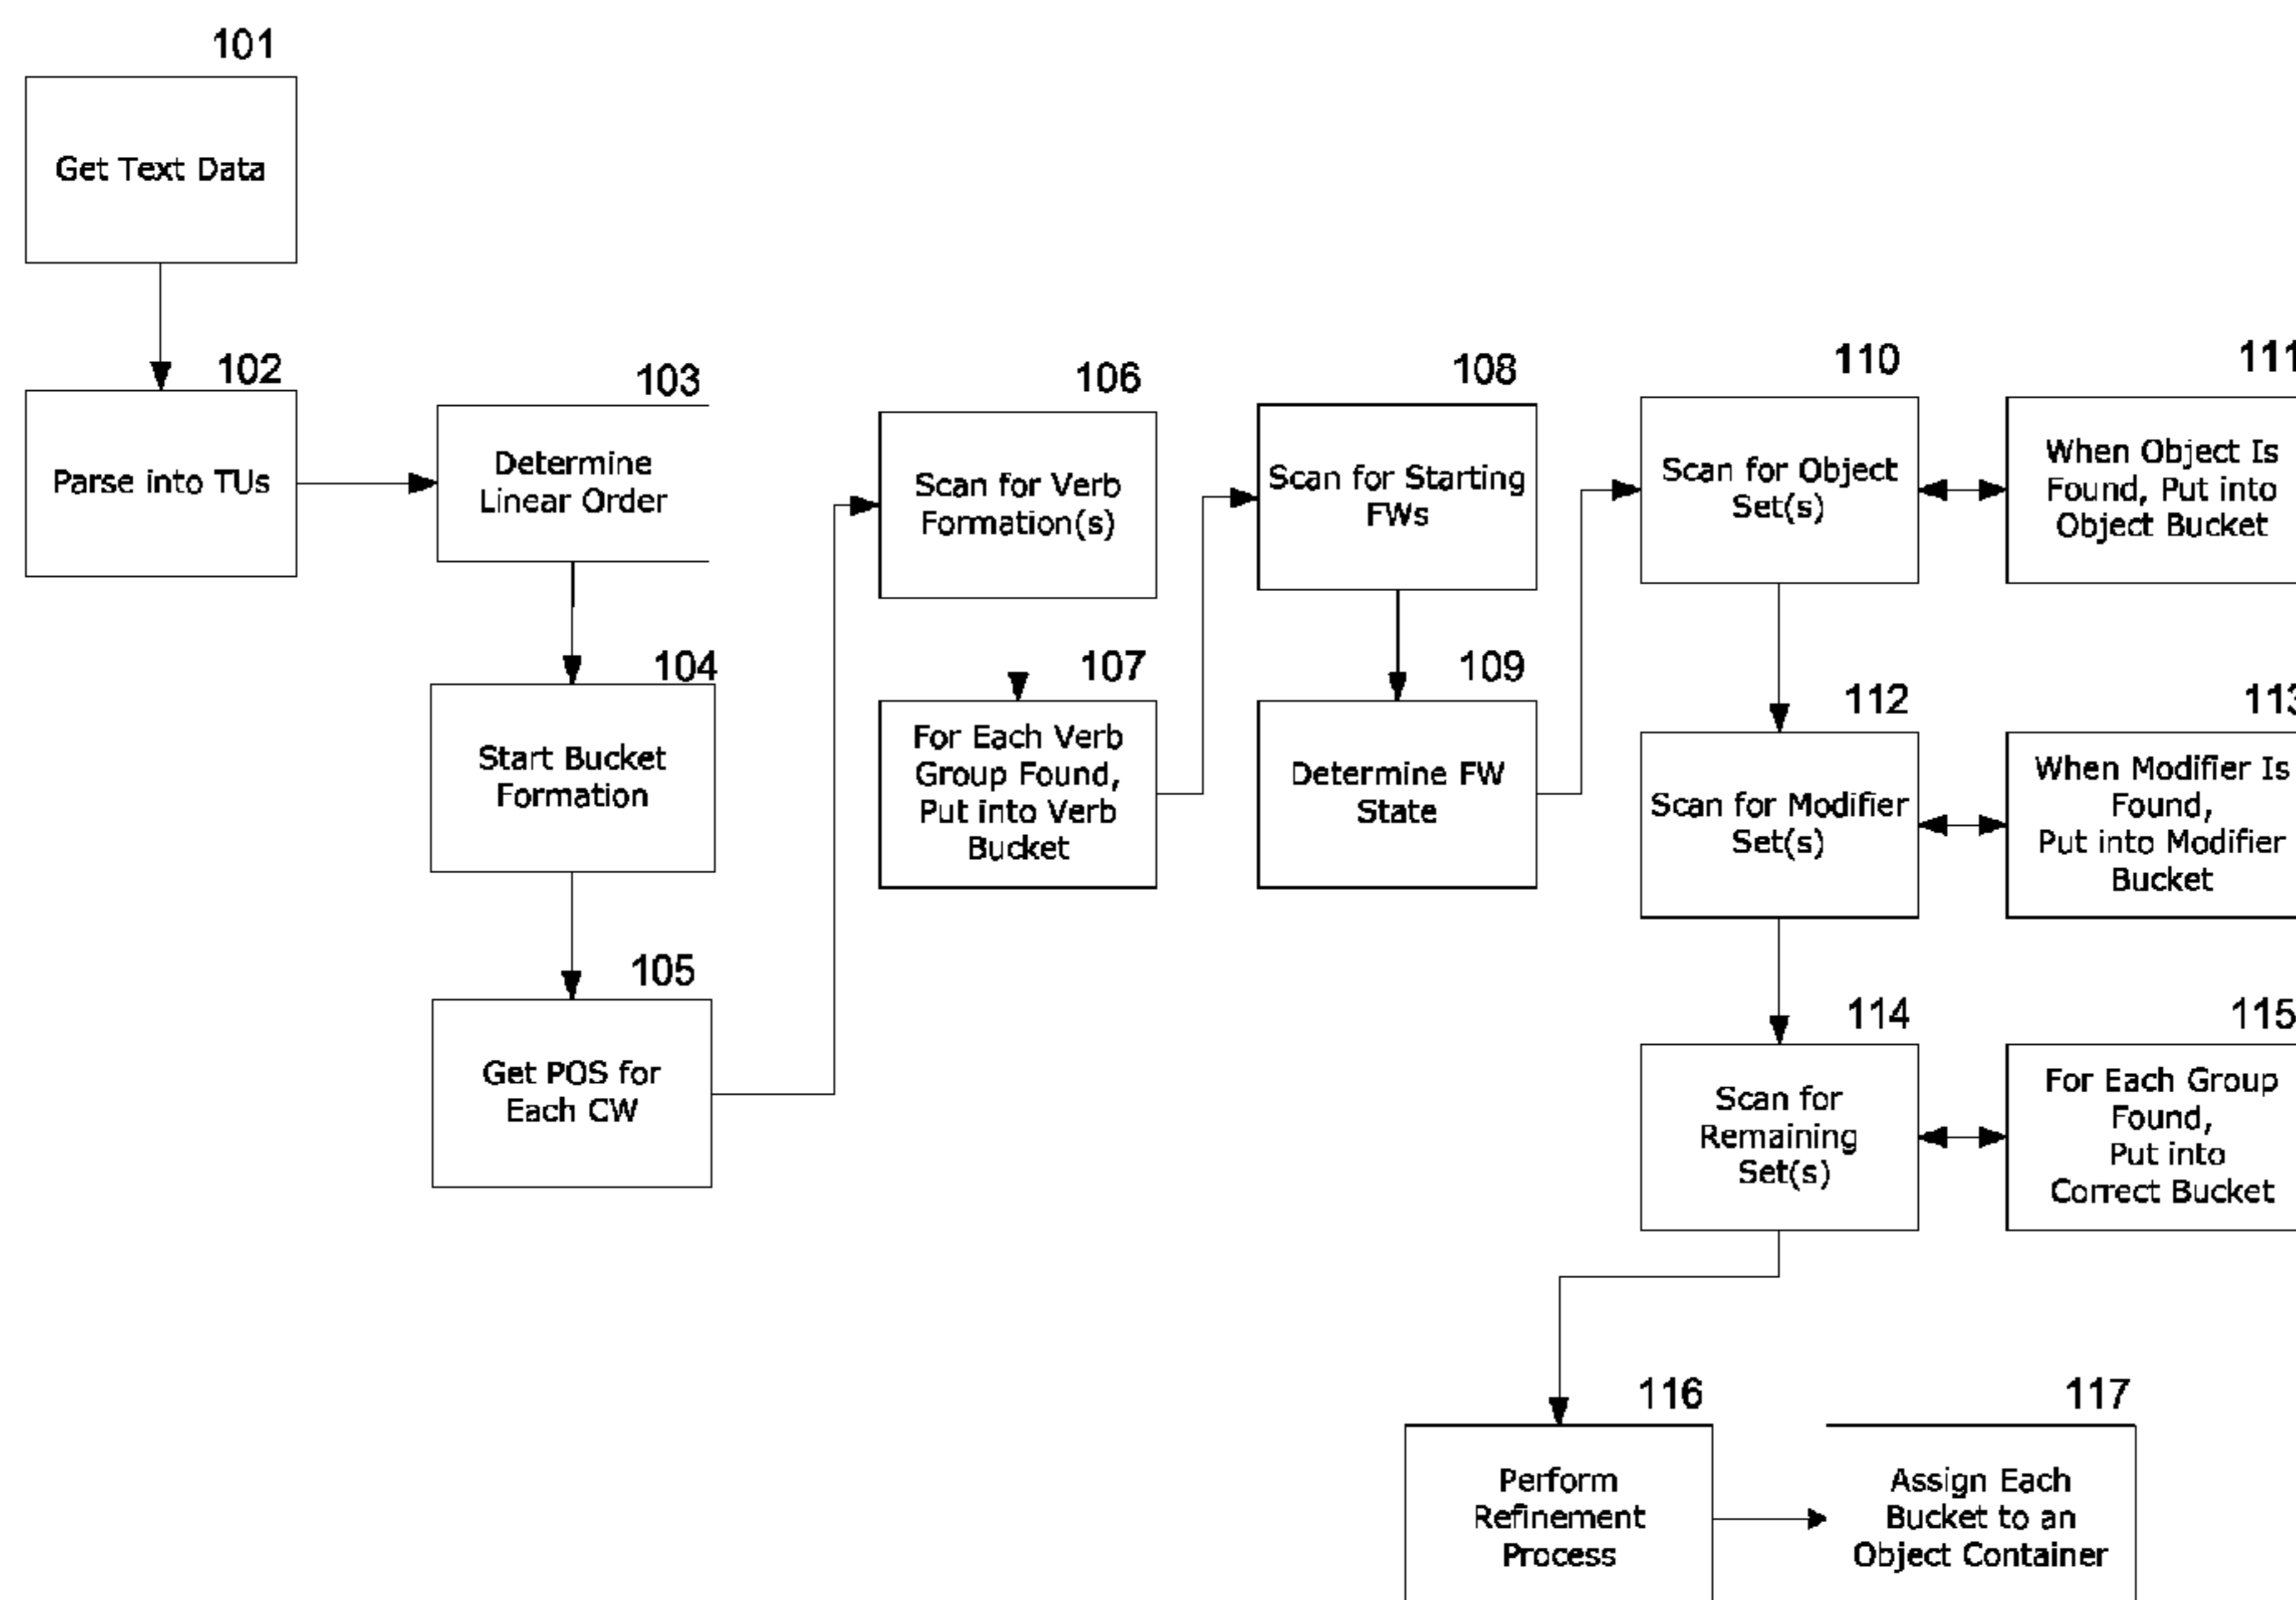 101
Get Text Data
102
Parse into TUs
103
Determine
Linear Order
104
Start Bucket
Formation
105
Get POS for
Each CW
106
Scan for Verb
Formation(s)
107
For Each Verb
Group Found,
Put into Verb
Bucket
108
Scan for Starting
FWs
109
Determine FW
State
110
Scan for Object
Set(s)
111
When Object Is
Found, Put into
Object Bucket
112
Scan for Modifier
Set(s)
113
When Modifier Is
Found,
Put into Modifier
Bucket
114
Scan for
Remaining
Set(s)
115
For Each Group
Found,
Put into
Correct Bucket
116
Perform
Refinement
Process
117
Assign Each
Bucket to an
Object Container